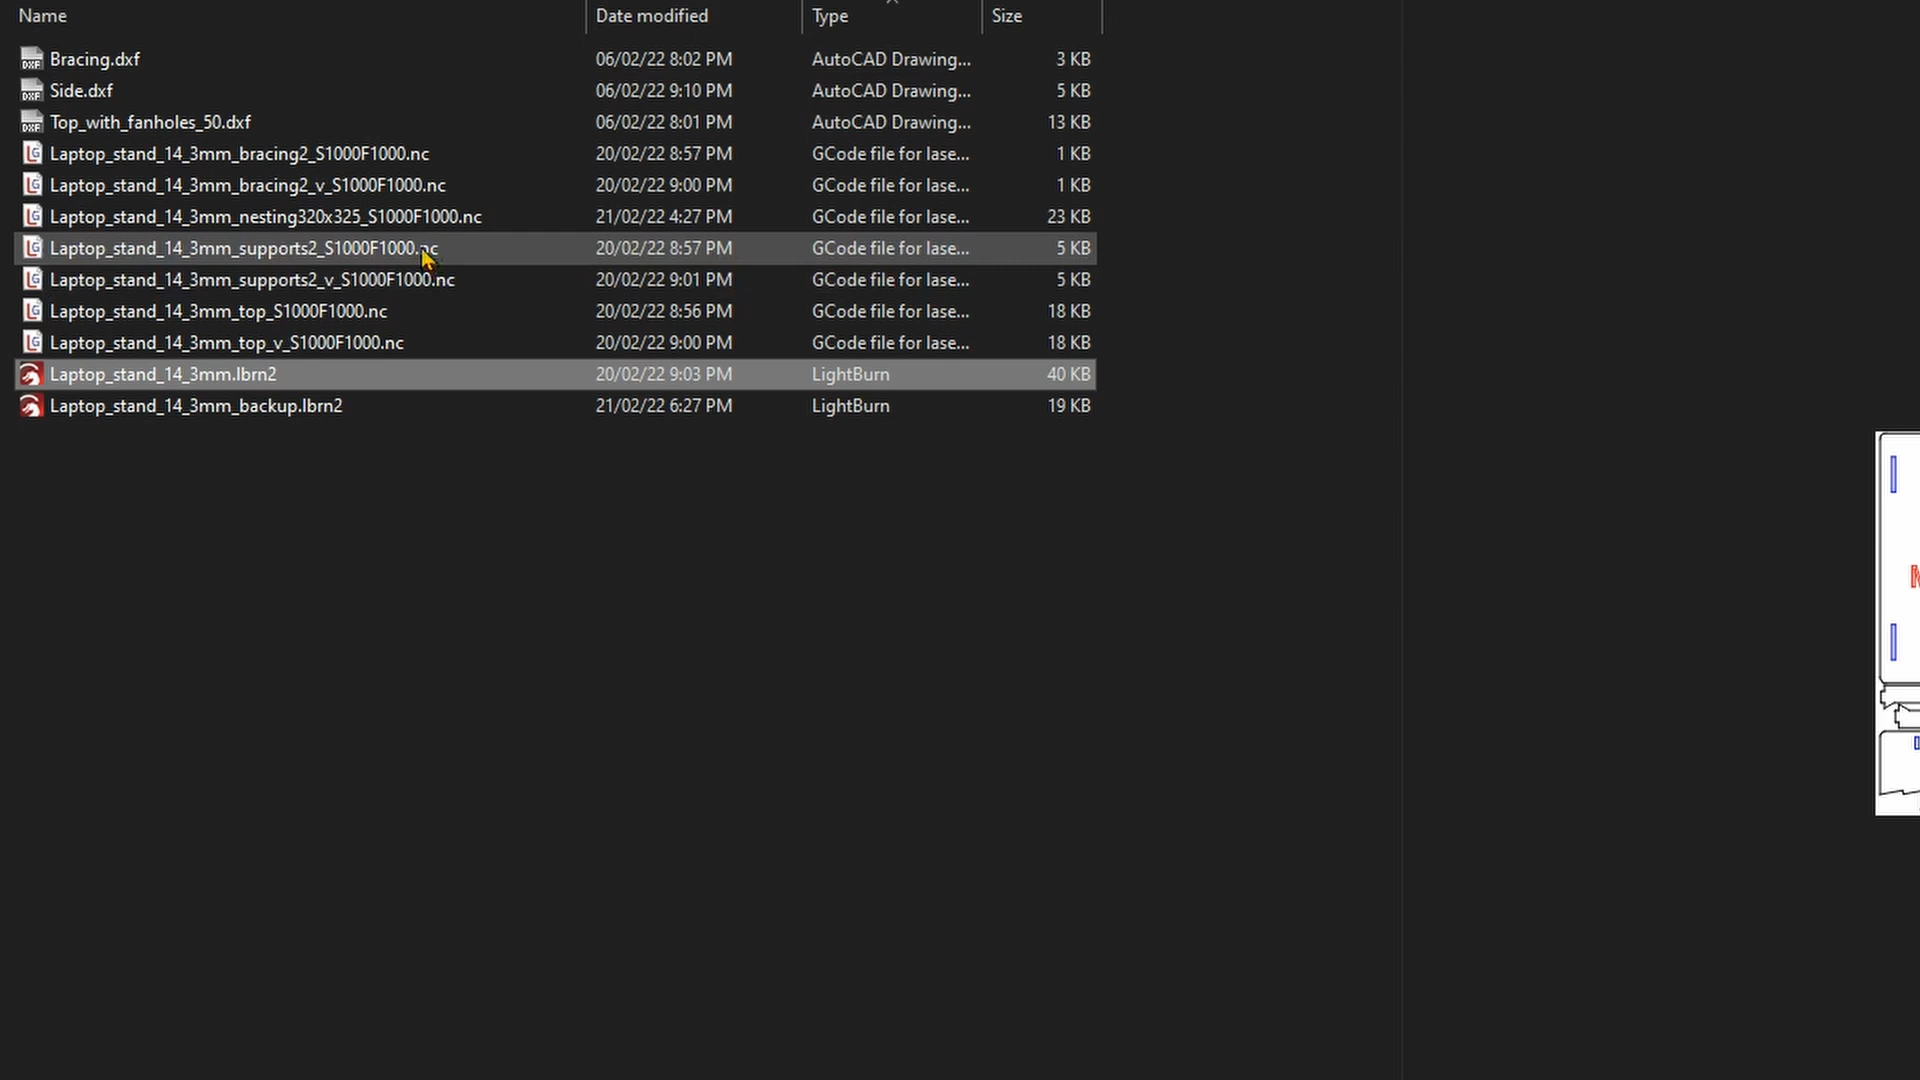 Name Date modified Type Size
Bracing.dxf 06/02/22 8:02 PM AutoCAD Drawing... 3 KB
Side.dxf 06/02/22 9:10 PM AutoCAD Drawing... 5 KB
Top_with_fanholes_50.dxf 06/02/22 8:01 PM AutoCAD Drawing... 13 KB
Laptop_stand_14_3mm_bracing2_S1000F1000.nc 20/02/22 8:57 PM GCode file for lase... 1 KB
Laptop_stand_14_3mm_bracing2_v_S1000F1000.nc 20/02/22 9:00 PM GCode file for lase... 1 KB
Laptop_stand_14_3mm_nesting320x325_S1000F1000.nc 21/02/22 4:27 PM GCode file for lase... 23 KB
Laptop_stand_14_3mm_supports2_S1000F1000.nc 20/02/22 8:57 PM GCode file for lase... 5 KB
Laptop_stand_14_3mm_supports2_v_S1000F1000.nc 20/02/22 9:01 PM GCode file for lase... 5 KB
Laptop_stand_14_3mm_top_S1000F1000.nc 20/02/22 8:56 PM GCode file for lase... 18 KB
Laptop_stand_14_3mm_top_v_S1000F1000.nc 20/02/22 9:00 PM GCode file for lase... 18 KB
Laptop_stand_14_3mm.lbrn2 20/02/22 9:03 PM LightBurn 40 KB
Laptop_stand_14_3mm_backup.lbrn2 21/02/22 6:27 PM LightBurn 19 KB